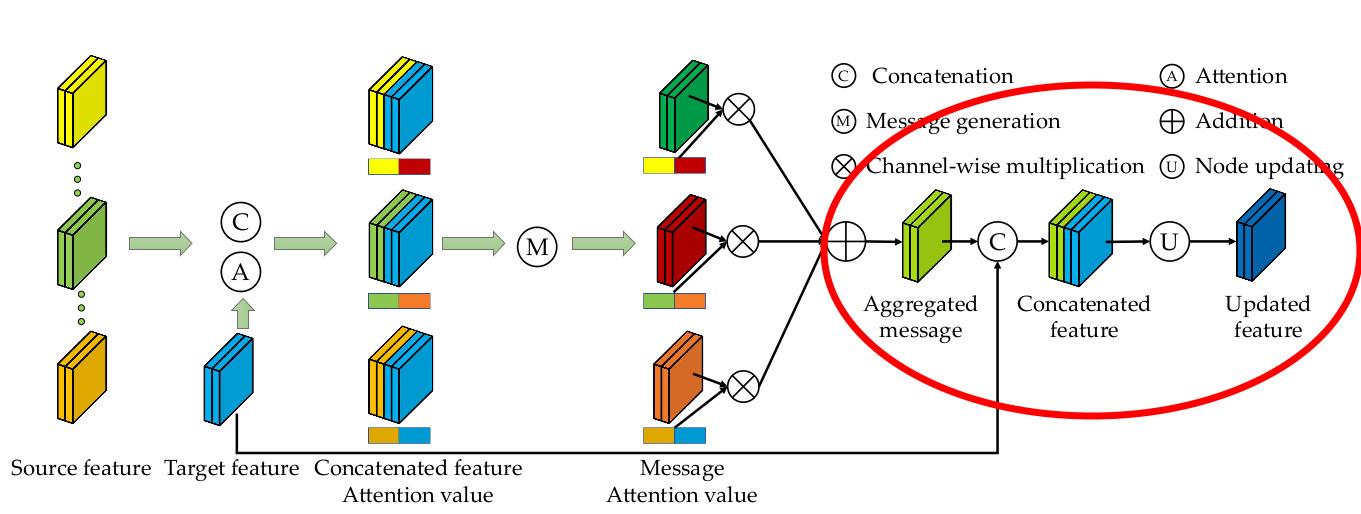 C Concatenation
A Attention
M Message generation
Addition
Channel-wise multiplication
U Node updating
C
A
M
C
U
Aggregated
message
Concatenated
feature
Updated
feature
Source feature
Target feature
Concatenated feature
Attention value
Message
Attention value